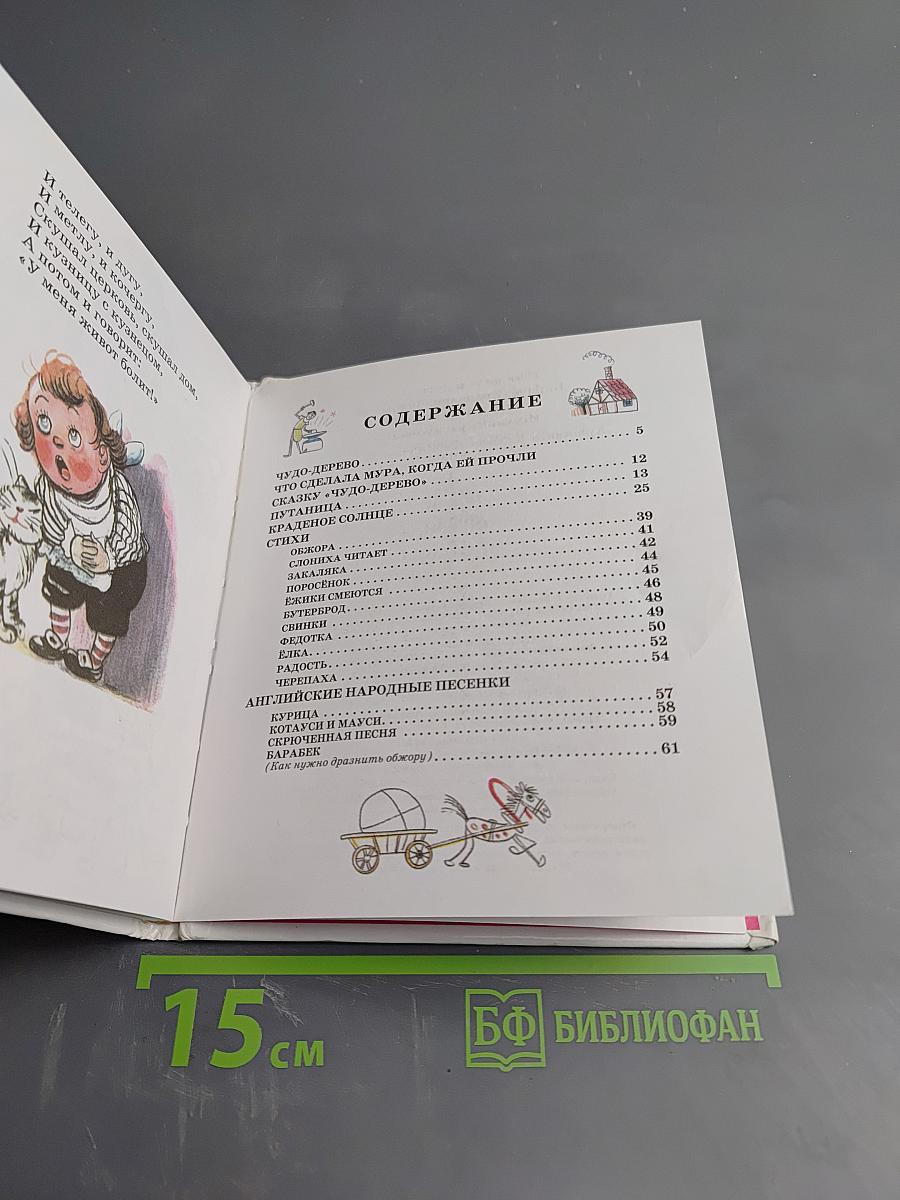 И телегу, и дугу,
И метлу, и кочергу,
Скушал церковь, скушал дом,
И кузницу с кузнецом,
А потом и говорит:
«У меня живот болит!»
СОДЕРЖАНИЕ
ЧУДО-ДЕРЕВО 5
ЧТО СДЕЛАЛА МУРА, КОГДА ЕЙ ПРОЧЛИ
СКАЗКУ «ЧУДО-ДЕРЕВО» 12
ПУТАНИЦА 13
КРАДЕНОЕ СОЛНЦЕ 25
СТИХИ
ОБЖОРА 39
СЛОНИХА ЧИТАЕТ 41
ЗАКАЛЯКА 42
ПОРОСЁНОК 44
ЁЖИКИ СМЕЮТСЯ 45
БУТЕРБРОД 46
СВИНКИ 48
ФЕДОТКА 49
ЁЛКА 50
РАДОСТЬ 52
ЧЕРЕПАХА 54
АНГЛИЙСКИЕ НАРОДНЫЕ ПЕСЕНКИ
КУРИЦА 57
КОТАУСИ И МАУСИ 58
СКРЮЧЕННАЯ ПЕСНЯ 59
БАРАБЕК
(Как нужно дразнить обжору) 61
15 см
БФ БИБЛИОФАН